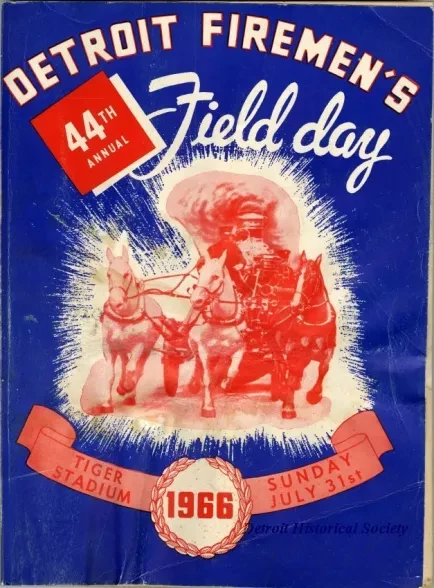 DETROIT FIREMEN'S
44TH
ANNUAL
Field day
TIGER
STADIUM
1966
SUNDAY
JULY 31st
Detroit Historical Society